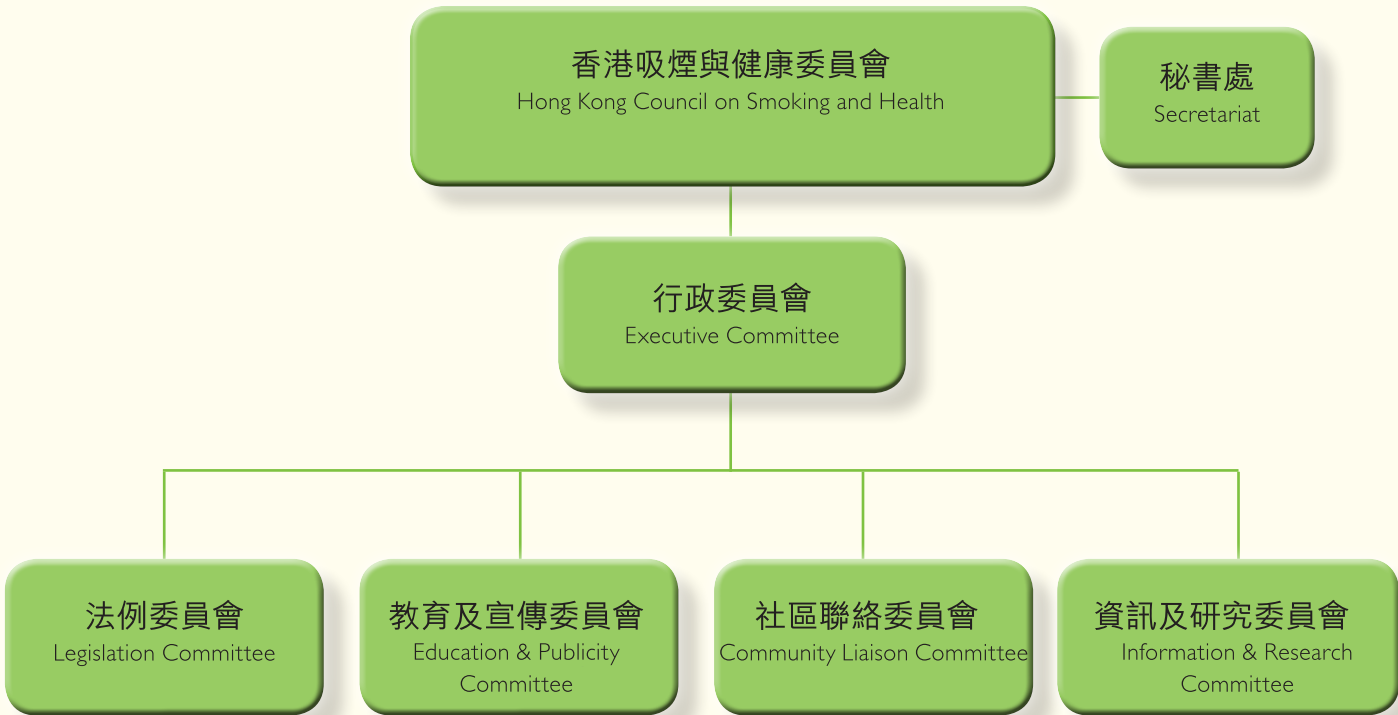 香港吸煙與健康委員會
Hong Kong Council on Smoking and Health
秘書處
Secretariat
行政委員會
Executive Committee
法例委員會
Legislation Committee
教育及宣傳委員會
Education & Publicity
Committee
社區聯絡委員會
Community Liaison Committee
資訊及研究委員會
Information & Research
Committee